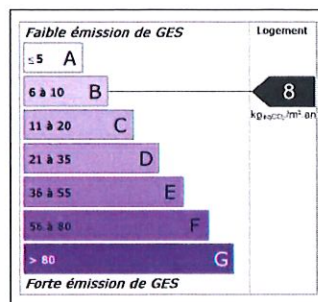 Faible émission de GES
Logement
≤ 5 A
6 à 10 B
8
kgéqCO₂/m².an
11 à 20 C
21 à 35 D
36 à 55 E
56 à 80 F
> 80 G
Forte émission de GES